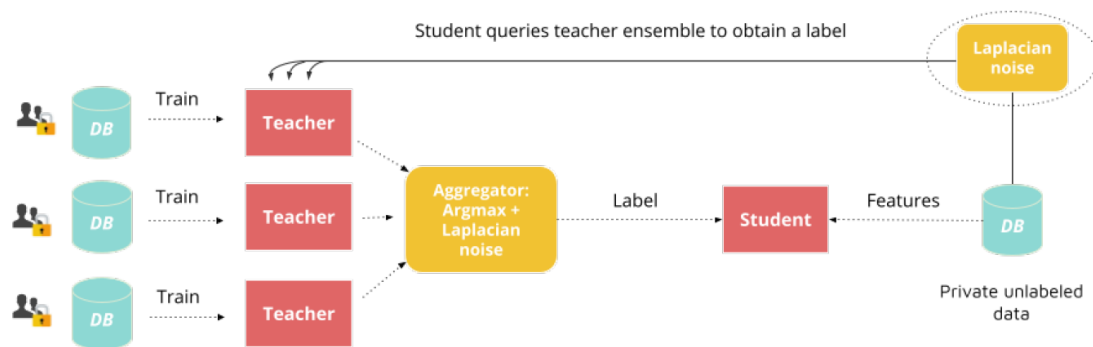 Student queries teacher ensemble to obtain a label
Laplacian
noise
Train
DB
Teacher
Train
DB
Teacher
Aggregator:
Argmax +
Laplacian
noise
Label
Student
Features
DB
Train
DB
Teacher
Private unlabeled
data